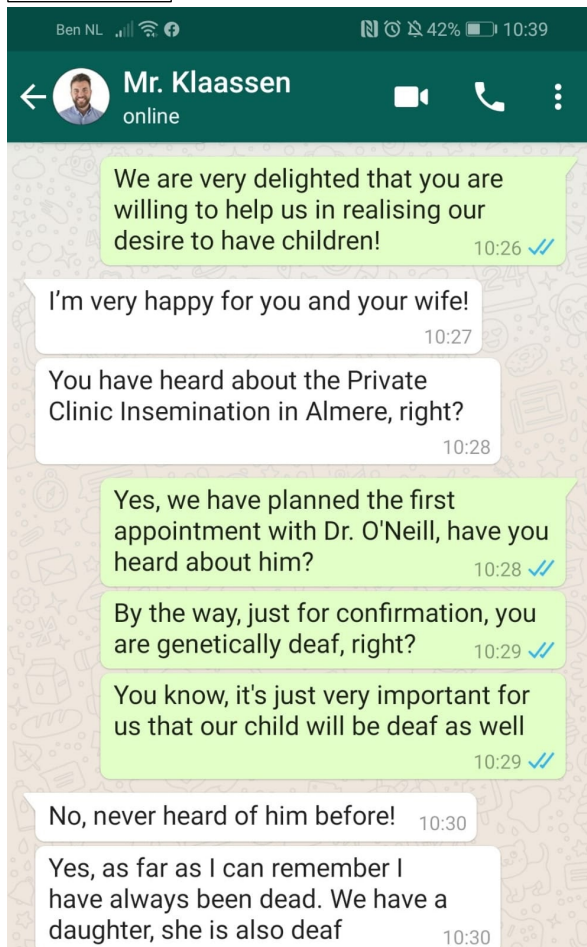 Ben NL
42%
10:39
Mr. Klaassen
online
We are very delighted that you are
willing to help us in realising our
desire to have children!
10:26
I'm very happy for you and your wife!
10:27
You have heard about the Private
Clinic Insemination in Almere, right?
10:28
Yes, we have planned the first
appointment with Dr. O'Neill, have you
heard about him?
10:28
By the way, just for confirmation, you
are genetically deaf, right?
10:29
You know, it's just very important for
us that our child will be deaf as well
10:29
No, never heard of him before!
10:30
Yes, as far as I can remember I
have always been dead. We have a
daughter, she is also deaf
10:30